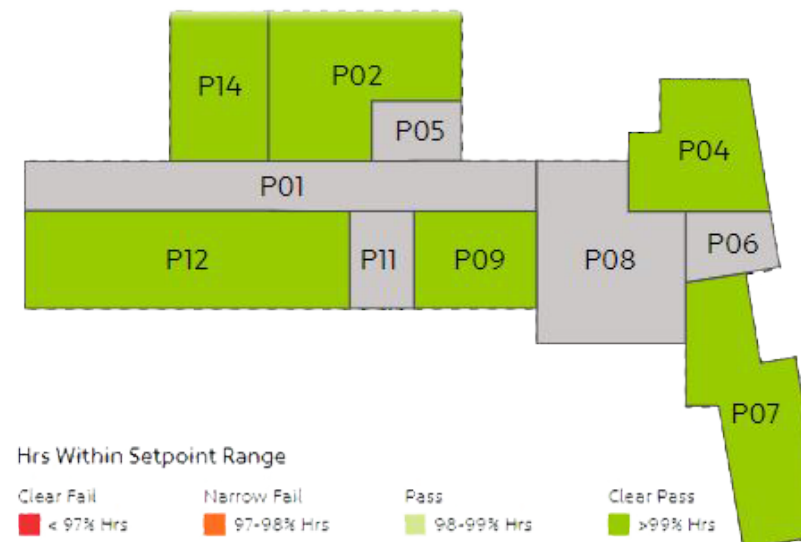 P14
P02
P05
P04
P01
P12
P11
P09
P08
P06
P07
Hrs Within Setpoint Range
Clear Fail
Narrow Fail
Pass
Clear Pass
< 97% Hrs
97-98% Hrs
98-99% Hrs
>99% Hrs